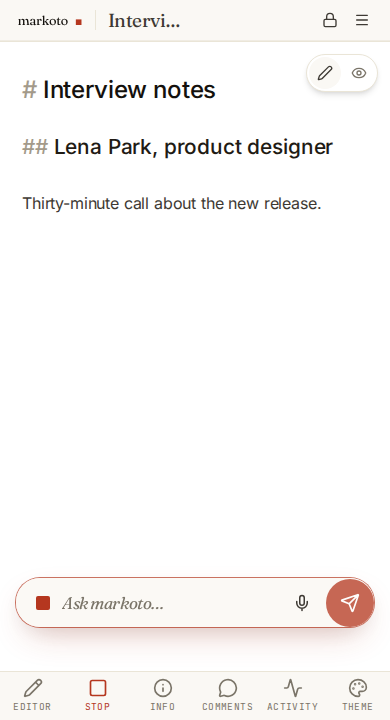 markoto
Intervi...
# Interview notes
## Lena Park, product designer
Thirty-minute call about the new release.
Ask markoto...
EDITOR
STOP
INFO
COMMENTS
ACTIVITY
THEME